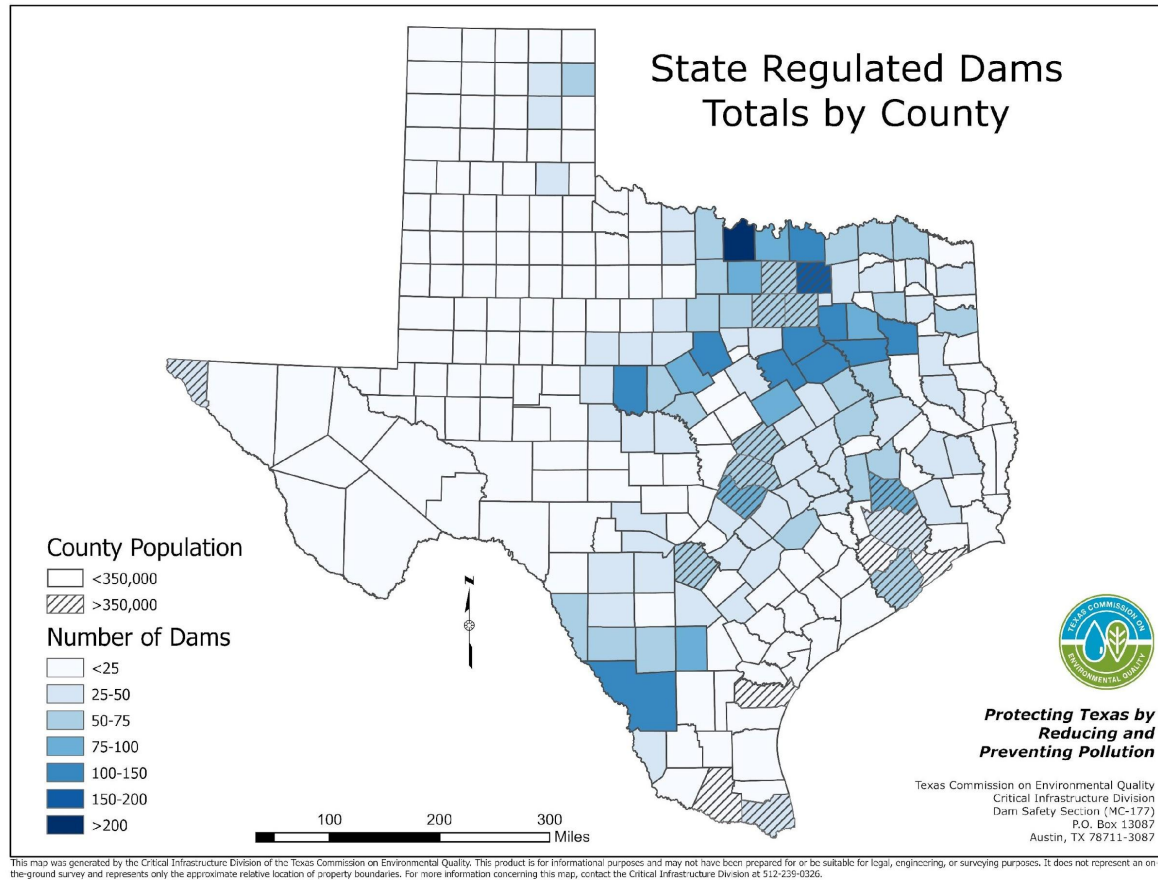 State Regulated Dams
Totals by County
County Population
<350,000
>350,000
Number of Dams
<25
25-50
50-75
75-100
100-150
150-200
>200
N
100 200 300
Miles
TEXAS COMMISSION ON
ENVIRONMENTAL QUALITY
Protecting Texas by
Reducing and
Preventing Pollution
Texas Commission on Environmental Quality
Critical Infrastructure Division
Dam Safety Section (MC-177)
P.O. Box 13087
Austin, TX 78711-3087
This map was generated by the Critical Infrastructure Division of the Texas Commission on Environmental Quality. This product is for informational purposes and may not have been prepared for or be suitable for legal, engineering, or surveying purposes. It does not represent an on-
the-ground survey and represents only the approximate relative location of property boundaries. For more information concerning this map, contact the Critical Infrastructure Division at 512-239-0326.